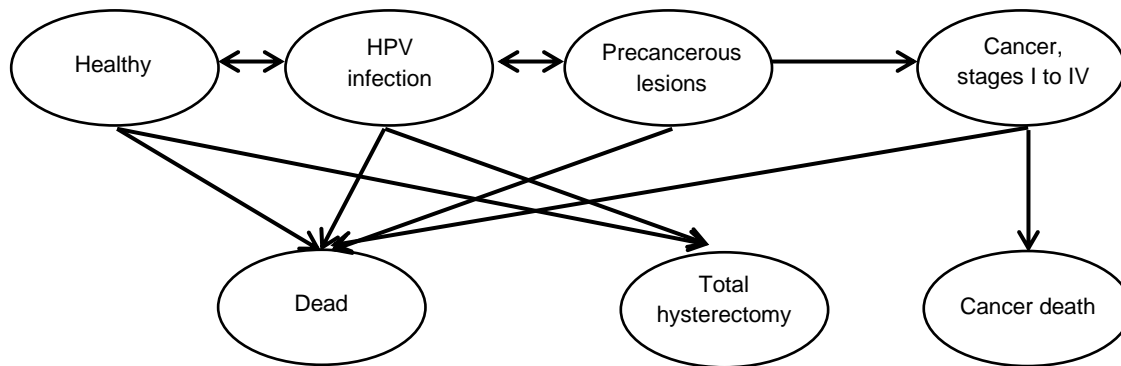 Healthy
HPV
infection
Precancerous
lesions
Cancer,
stages I to IV
Dead
Total
hysterectomy
Cancer death